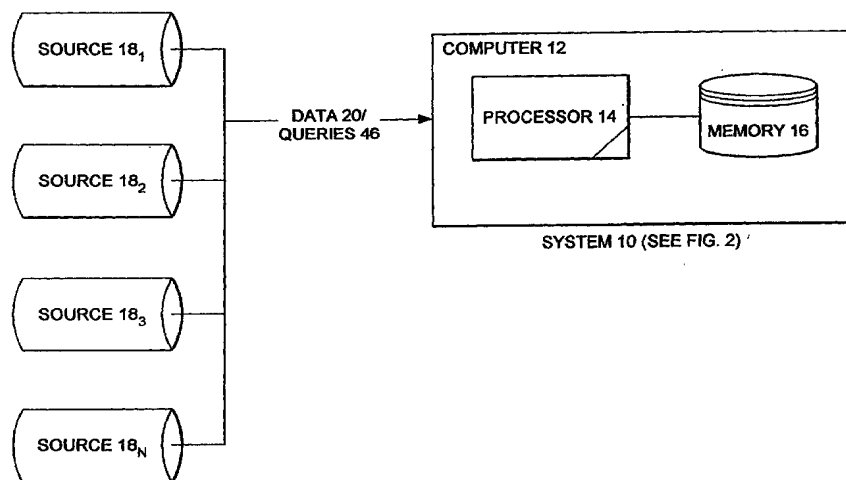 SOURCE 18₁
SOURCE 18₂
SOURCE 18₃
SOURCE 18ₙ
DATA 20/
QUERIES 46
COMPUTER 12
PROCESSOR 14
MEMORY 16
SYSTEM 10 (SEE FIG. 2)